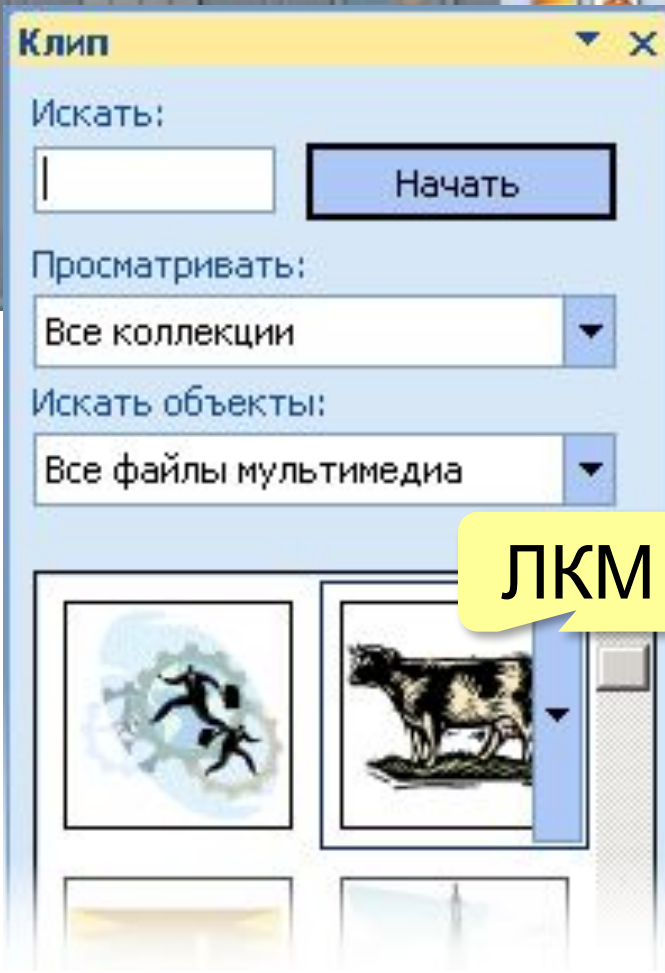 Клип
Искать:
Начать
Просматривать:
Все коллекции
Искать объекты:
Все файлы мультимедиа
ЛКМ